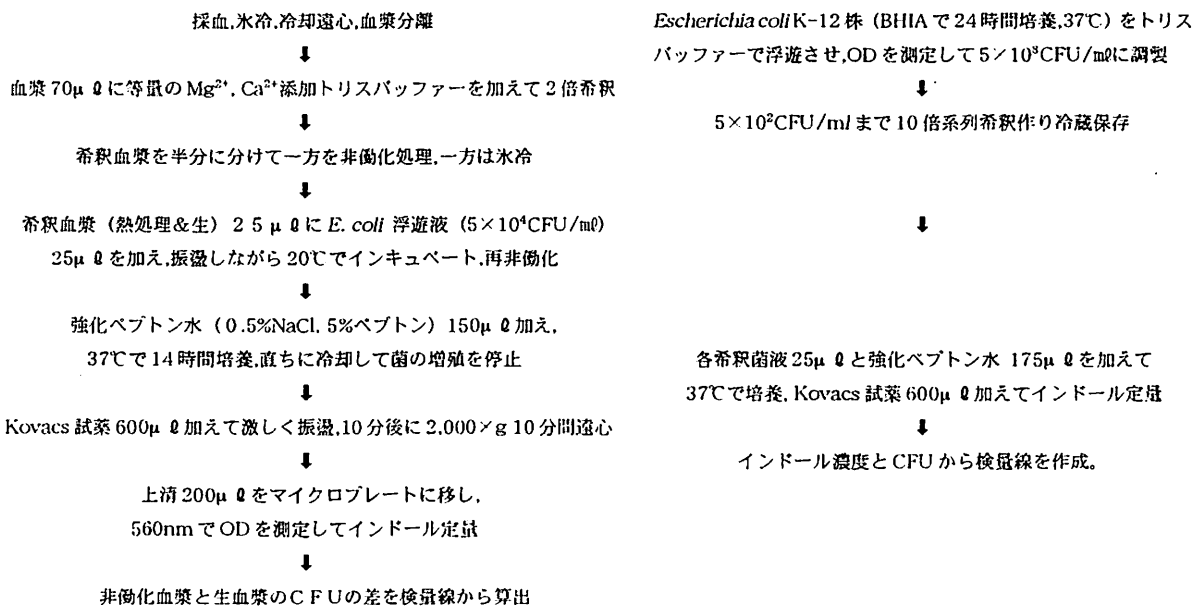 採血,氷冷,冷却遠心,血漿分離
⬇
血漿70μℓに等量のMg²⁺, Ca²⁺添加トリスバッファーを加えて2倍希釈
⬇
希釈血漿を半分に分けて一方を非働化処理,一方は氷冷
⬇
希釈血漿（熱処理&生）25μℓにE. coli 浮遊液（5×10⁴CFU/mℓ）
25μℓを加え,振盪しながら20℃でインキュベート,再非働化
⬇
強化ペプトン水（0.5%NaCl, 5%ペプトン）150μℓ加え,
37℃で14時間培養,直ちに冷却して菌の増殖を停止
⬇
Kovacs試薬600μℓ加えて激しく振盪,10分後に2,000×g 10分間遠心
⬇
上清200μℓをマイクロプレートに移し,
560nmでODを測定してインドール定量
⬇
非働化血漿と生血漿のCFUの差を検量線から算出
Escherichia coli K-12株（BHIAで24時間培養,37℃）をトリス
バッファーで浮遊させ,ODを測定して5×10⁸CFU/mℓに調製
⬇
5×10²CFU/mlまで10倍系列希釈作り冷蔵保存
⬇
各希釈菌液25μℓと強化ペプトン水 175μℓを加えて
37℃で培養, Kovacs試薬600μℓ加えてインドール定量
⬇
インドール濃度とCFUから検量線を作成。